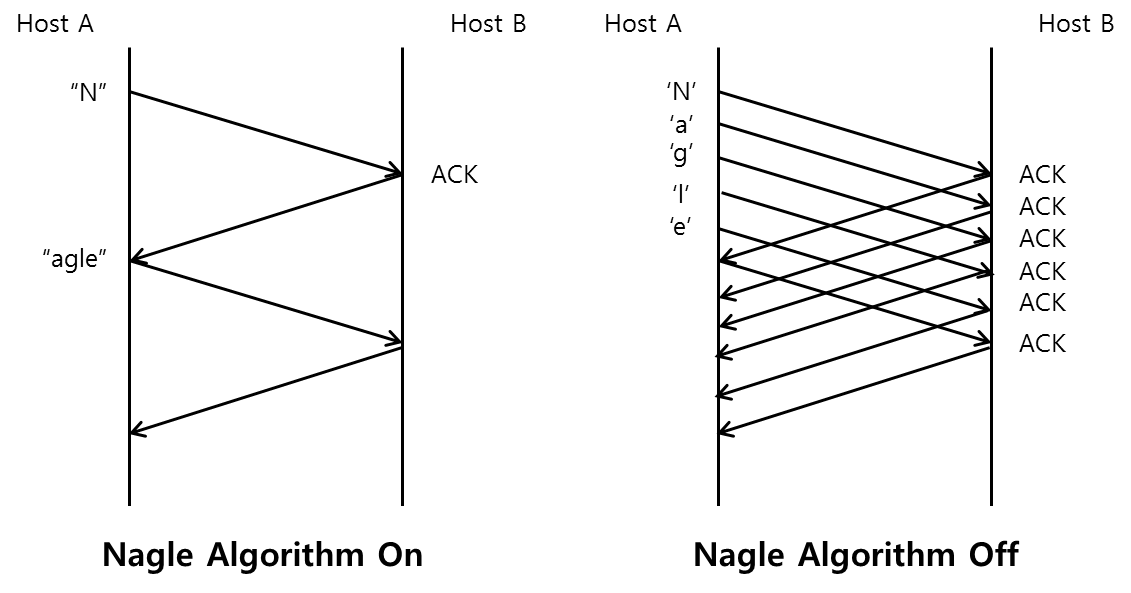 Host A
Host B
“N”
ACK
“agle”
Nagle Algorithm On
Host A
Host B
‘N‘
‘a’
‘g’
‘l’
‘e’
ACK
ACK
ACK
ACK
ACK
ACK
Nagle Algorithm Off